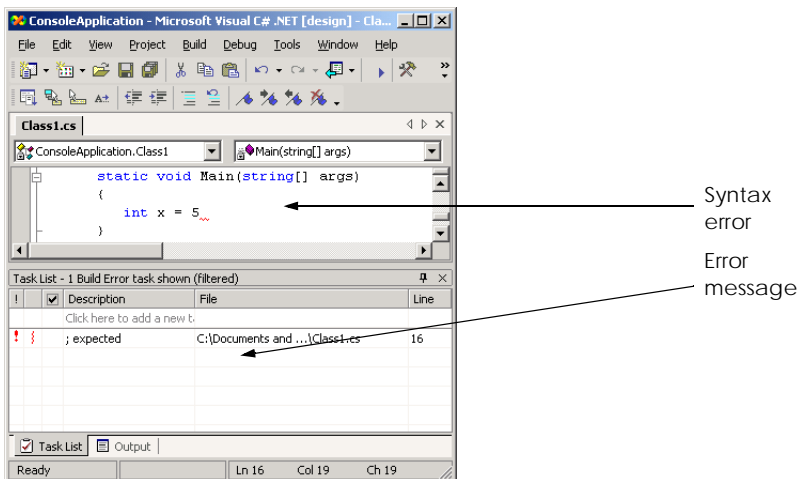 ConsoleApplication - Microsoft Visual C# .NET [design] - Cla...
File Edit View Project Build Debug Tools Window Help
Class1.cs
ConsoleApplication.Class1 Main(string[] args)
static void Main(string[] args)
{
int x = 5
}
Syntax
error
Error
message
Task List - 1 Build Error task shown (filtered)
! Description File Line
Click here to add a new t
; expected C:\Documents and ...\Class1.cs 16
Task List Output
Ready Ln 16 Col 19 Ch 19